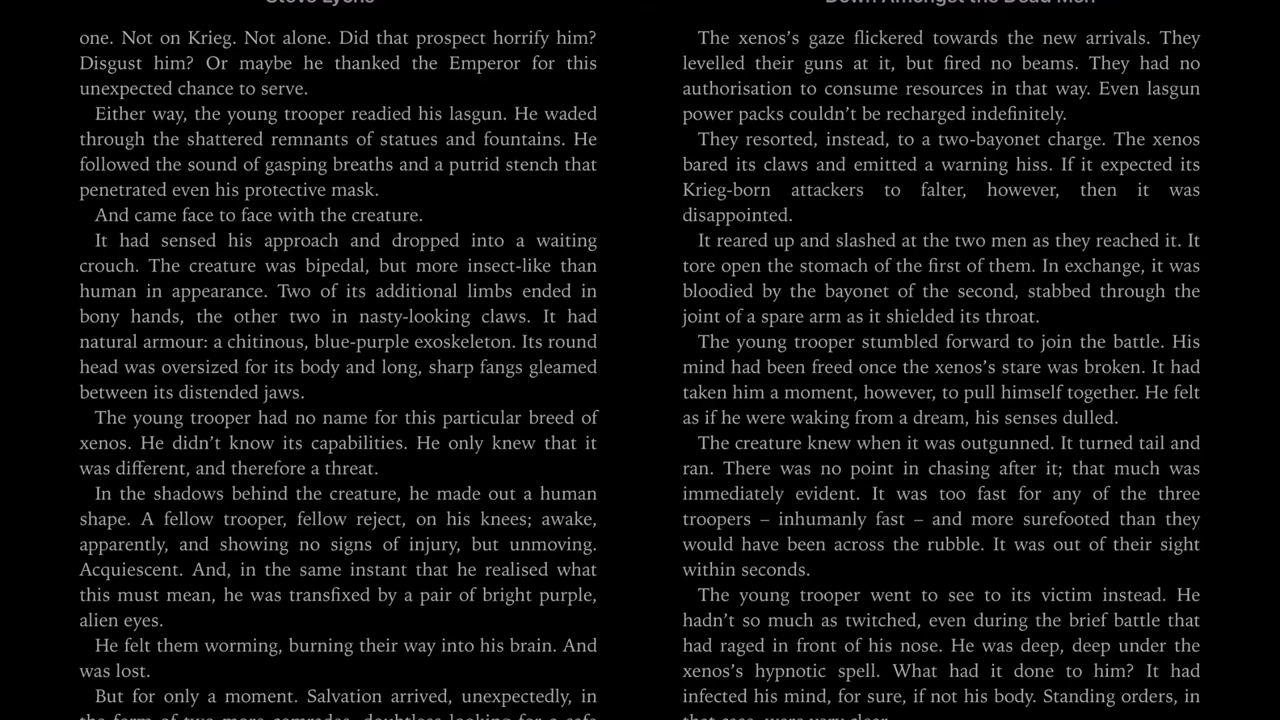 Steve Lyons
one. Not on Krieg. Not alone. Did that prospect horrify him?
Disgust him? Or maybe he thanked the Emperor for this
unexpected chance to serve.
Either way, the young trooper readied his lasgun. He waded
through the shattered remnants of statues and fountains. He
followed the sound of gasping breaths and a putrid stench that
penetrated even his protective mask.
And came face to face with the creature.
It had sensed his approach and dropped into a waiting
crouch. The creature was bipedal, but more insect-like than
human in appearance. Two of its additional limbs ended in
bony hands, the other two in nasty-looking claws. It had
natural armour: a chitinous, blue-purple exoskeleton. Its round
head was oversized for its body and long, sharp fangs gleamed
between its distended jaws.
The young trooper had no name for this particular breed of
xenos. He didn’t know its capabilities. He only knew that it
was different, and therefore a threat.
In the shadows behind the creature, he made out a human
shape. A fellow trooper, fellow reject, on his knees; awake,
apparently, and showing no signs of injury, but unmoving.
Acquiescent. And, in the same instant that he realised what
this must mean, he was transfixed by a pair of bright purple,
alien eyes.
He felt them worming, burning their way into his brain. And
was lost.
But for only a moment. Salvation arrived, unexpectedly, in
the form of two more comrades, doubtless looking for a safe
Down Amongst the Dead Men
The xenos’s gaze flickered towards the new arrivals. They
levelled their guns at it, but fired no beams. They had no
authorisation to consume resources in that way. Even lasgun
power packs couldn’t be recharged indefinitely.
They resorted, instead, to a two-bayonet charge. The xenos
bared its claws and emitted a warning hiss. If it expected its
Krieg-born attackers to falter, however, then it was
disappointed.
It reared up and slashed at the two men as they reached it. It
tore open the stomach of the first of them. In exchange, it was
bloodied by the bayonet of the second, stabbed through the
joint of a spare arm as it shielded its throat.
The young trooper stumbled forward to join the battle. His
mind had been freed once the xenos’s stare was broken. It had
taken him a moment, however, to pull himself together. He felt
as if he were waking from a dream, his senses dulled.
The creature knew when it was outgunned. It turned tail and
ran. There was no point in chasing after it; that much was
immediately evident. It was too fast for any of the three
troopers – inhumanly fast – and more surefooted than they
would have been across the rubble. It was out of their sight
within seconds.
The young trooper went to see to its victim instead. He
hadn’t so much as twitched, even during the brief battle that
had raged in front of his nose. He was deep, deep under the
xenos’s hypnotic spell. What had it done to him? It had
infected his mind, for sure, if not his body. Standing orders, in
that case, were very clear.